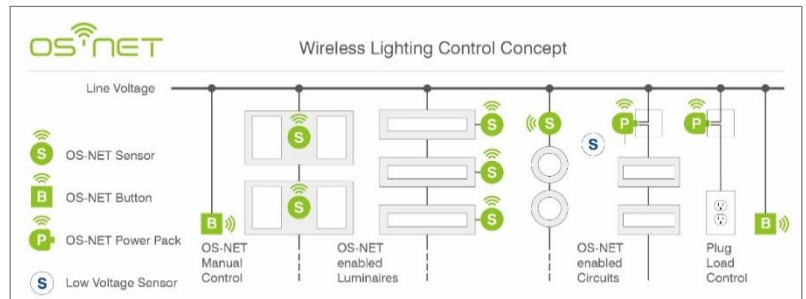 OS-NET
Wireless Lighting Control Concept
Line Voltage
S OS-NET Sensor
B OS-NET Button
P OS-NET Power Pack
S Low Voltage Sensor
S
S
S
S
S
S
P
S
P
B
B
OS-NET
Manual
Control
OS-NET
enabled
Luminaires
OS-NET
enabled
Circuits
Plug
Load
Control